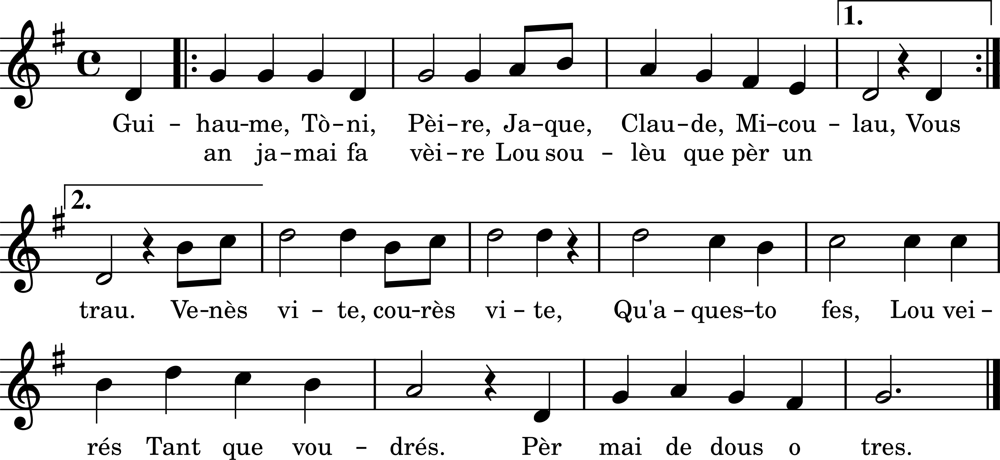 1.
Gui - hau-me, Tò-ni, Pèi-re, Ja-que, Clau-de, Mi-cou - lau, Vous
an ja-mai fa vèi-re Lou sou - lèu que pèr un
2.
trau. Ve-nès vi - te, cou-rès vi - te, Qu'a - ques-to fes, Lou vei -
rés Tant que vou - drés. Pèr mai de dous o tres.